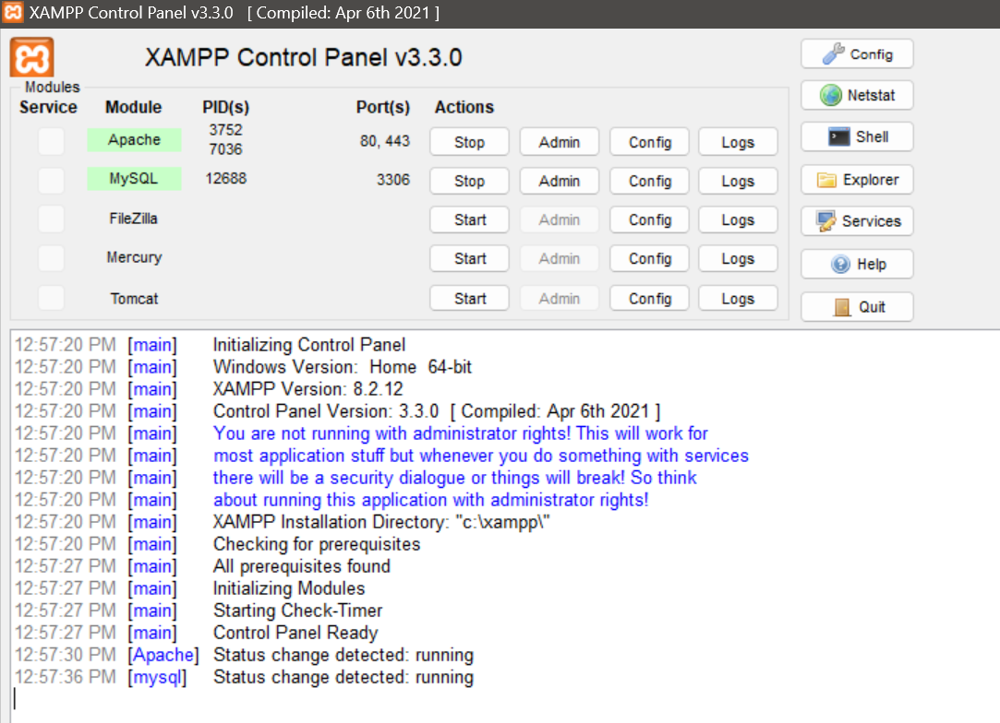 XAMPP Control Panel v3.3.0 [ Compiled: Apr 6th 2021 ]
XAMPP Control Panel v3.3.0
Config
Modules
Service Module PID(s) Port(s) Actions
Netstat
Apache 3752 7036 80, 443 Stop Admin Config Logs
Shell
MySQL 12688 3306 Stop Admin Config Logs
Explorer
FileZilla Start Admin Config Logs
Services
Mercury Start Admin Config Logs
Help
Tomcat Start Admin Config Logs
Quit
12:57:20 PM [main] Initializing Control Panel
12:57:20 PM [main] Windows Version: Home 64-bit
12:57:20 PM [main] XAMPP Version: 8.2.12
12:57:20 PM [main] Control Panel Version: 3.3.0 [ Compiled: Apr 6th 2021 ]
12:57:20 PM [main] You are not running with administrator rights! This will work for
12:57:20 PM [main] most application stuff but whenever you do something with services
12:57:20 PM [main] there will be a security dialogue or things will break! So think
12:57:20 PM [main] about running this application with administrator rights!
12:57:20 PM [main] XAMPP Installation Directory: "c:\xampp\"
12:57:20 PM [main] Checking for prerequisites
12:57:27 PM [main] All prerequisites found
12:57:27 PM [main] Initializing Modules
12:57:27 PM [main] Starting Check-Timer
12:57:27 PM [main] Control Panel Ready
12:57:30 PM [Apache] Status change detected: running
12:57:36 PM [mysql] Status change detected: running